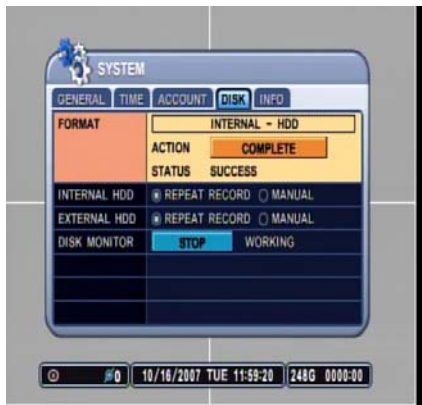 SYSTEM
GENERAL TIME ACCOUNT DISK INFO
FORMAT INTERNAL - HDD
ACTION COMPLETE
STATUS SUCCESS
INTERNAL HDD REPEAT RECORD MANUAL
EXTERNAL HDD REPEAT RECORD MANUAL
DISK MONITOR STOP WORKING
0 10/16/2007 TUE 11:59:20 248G 0000:00